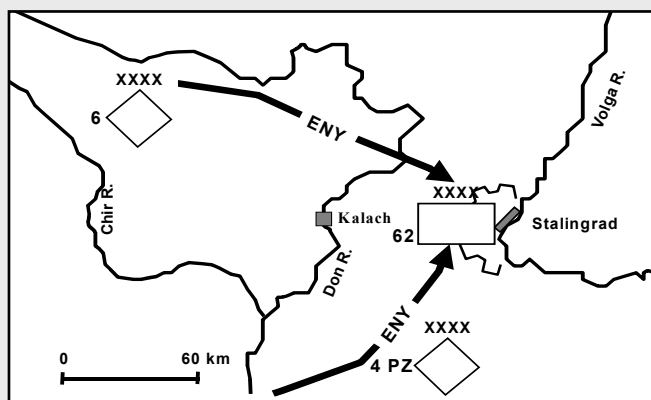 XXXX
6
ENY
Volga R.
XXXX
Chir R.
Kalach
62
Stalingrad
Don R.
ENY
XXXX
4 PZ
0 60 km